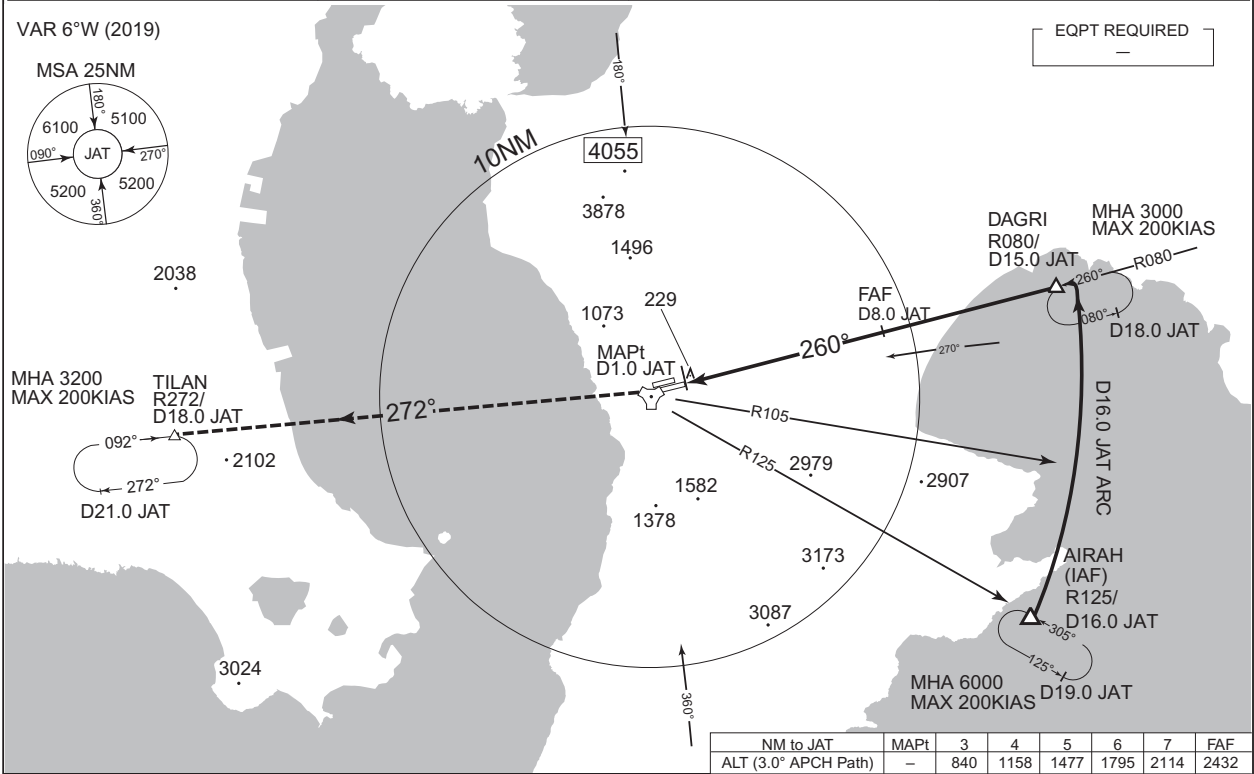 VAR 6°W (2019)
MSA 25NM
180°
6100
5100
090°
JAT
270°
5200
5200
360°
EQPT REQUIRED
–
180°
10NM
4055
3878
1496
229
1073
2038
DAGRI
R080/
D15.0 JAT
MHA 3000
MAX 200KIAS
R080
260°
080°
D18.0 JAT
FAF
D8.0 JAT
260°
270°
MAPt
D1.0 JAT
A
MHA 3200
MAX 200KIAS
TILAN
R272/
D18.0 JAT
272°
092°
272°
D21.0 JAT
2102
R105
R125
D16.0 JAT ARC
2979
2907
1582
1378
3173
3087
3024
AIRAH
(IAF)
R125/
D16.0 JAT
305°
125°
D19.0 JAT
MHA 6000
MAX 200KIAS
360°
NM to JAT MAPt 3 4 5 6 7 FAF
ALT (3.0° APCH Path) – 840 1158 1477 1795 2114 2432